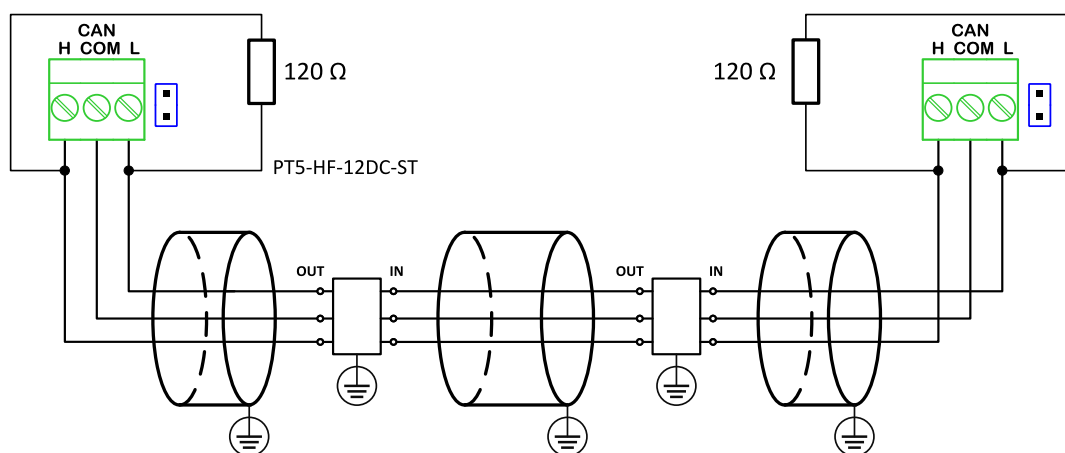 CAN
H COM L
120 Ω
PT5-HF-12DC-ST
120 Ω
CAN
H COM L
OUT
IN
OUT
IN